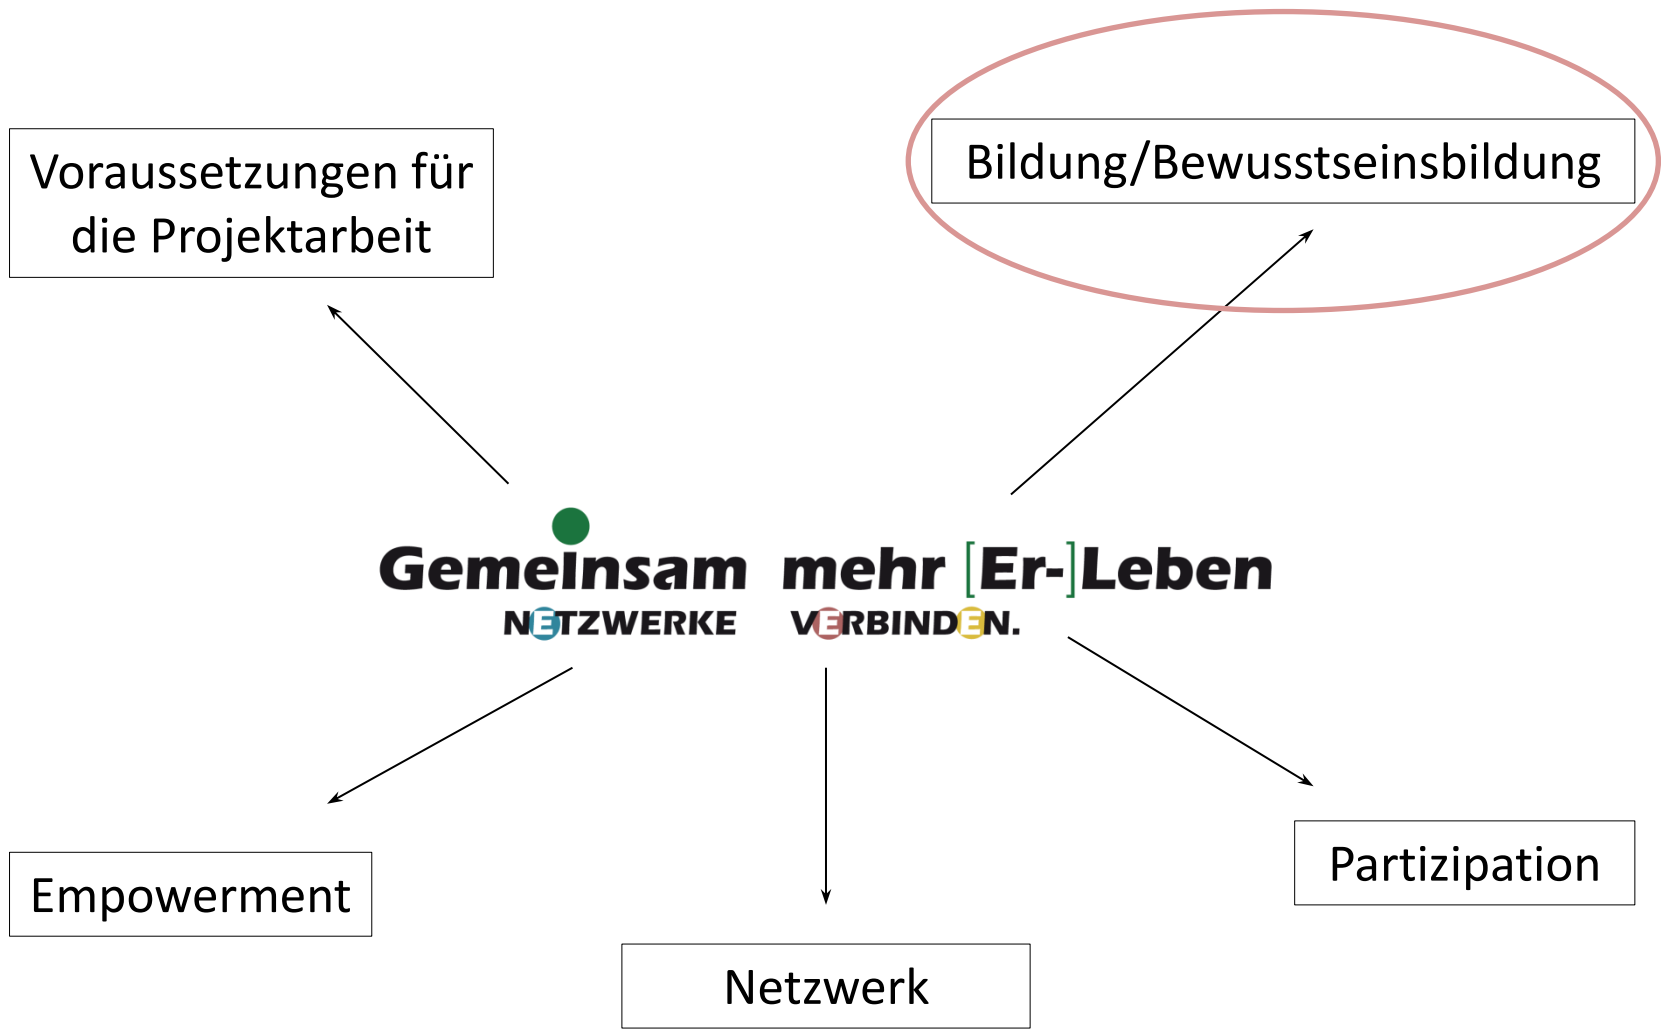 Voraussetzungen für
die Projektarbeit
Bildung/Bewusstseinsbildung
Gemeinsam mehr [Er-]Leben
NETZWERKE VERBINDEN.
Empowerment
Netzwerk
Partizipation